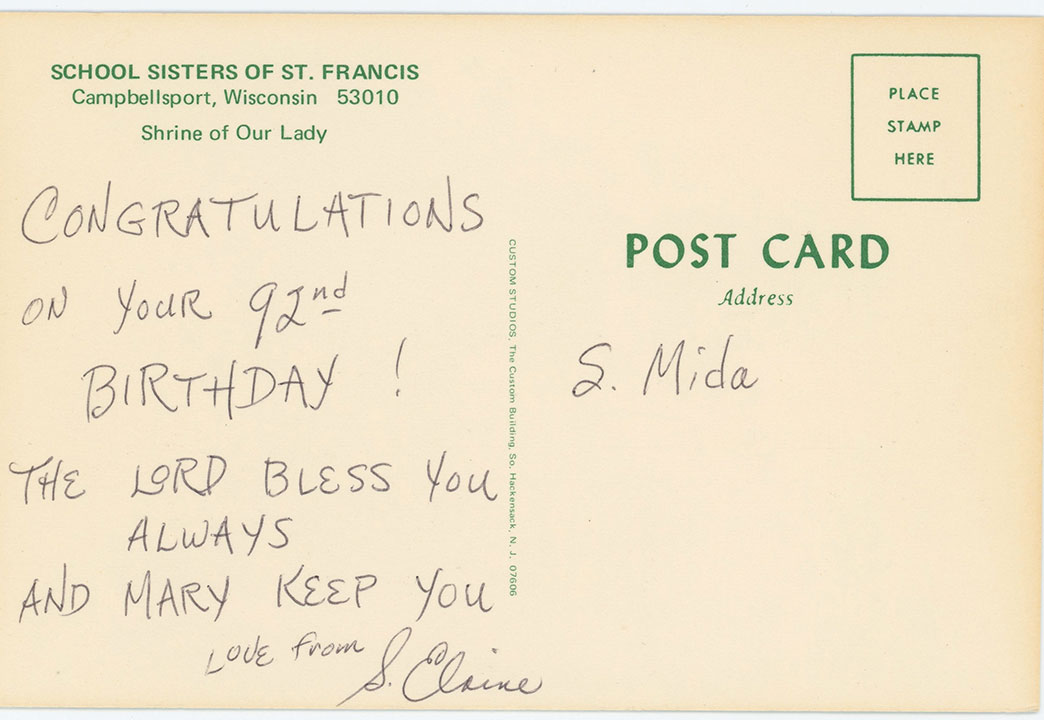 SCHOOL SISTERS OF ST. FRANCIS
Campbellsport, Wisconsin 53010
Shrine of Our Lady
CONGRATULATIONS
ON YOUR 92nd
BIRTHDAY !
THE LORD BLESS YOU
ALWAYS
AND MARY KEEP YOU
LOVE from
S. Elaine
CUSTOM STUDIOS, The Custom Building, So. Hackensack, N. J. 07606
PLACE
STAMP
HERE
POST CARD
Address
S. Mida